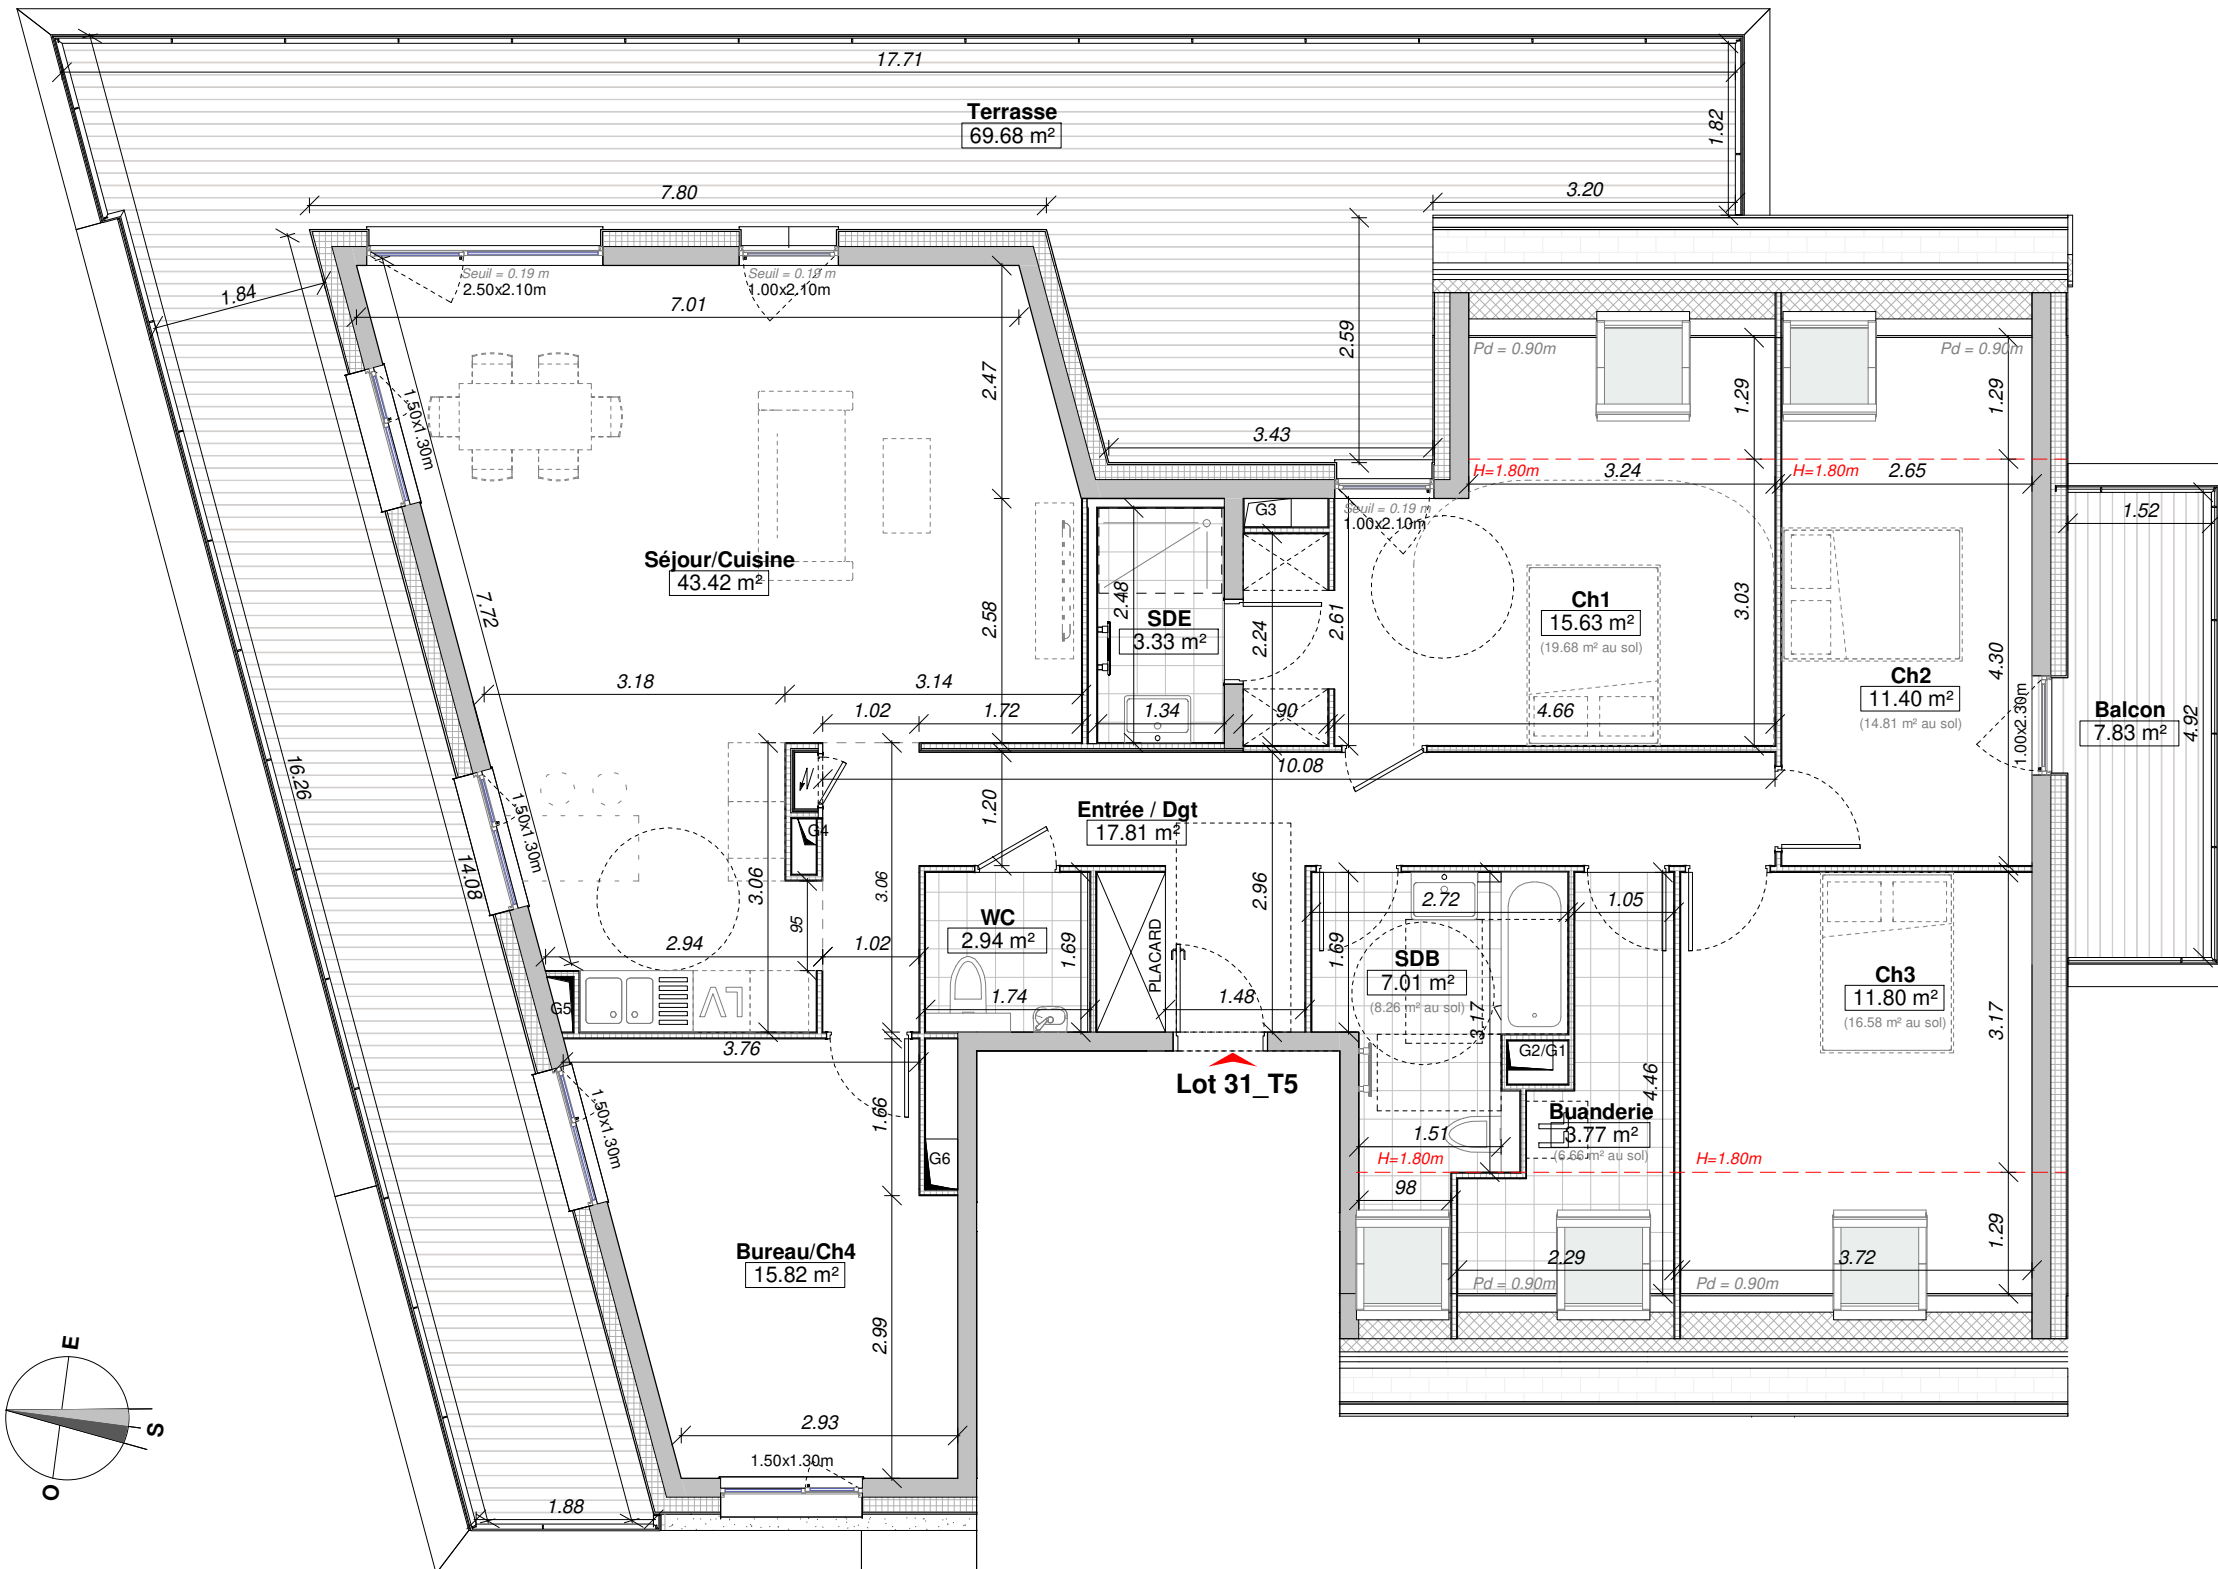 17.71
Terrasse
69.68 m²
1.82
7.80
3.20
1.84
Seuil = 0.19 m
2.50x2.10m
Seuil = 0.19 m
1.00x2.10m
7.01
2.59
2.47
Pd = 0.90m
Pd = 0.90m
1.29
1.29
1.50x1.30m
3.43
H=1.80m
3.24
H=1.80m
2.65
G3
Seuil = 0.19 m
1.00x2.10m
1.52
Séjour/Cuisine
43.42 m²
7.72
2.58
2.48
SDE
3.33 m²
2.24
2.61
Ch1
15.63 m²
(19.68 m² au sol)
3.03
4.30
Ch2
11.40 m²
(14.81 m² au sol)
1.00x2.30m
Balcon
7.83 m²
4.92
3.18
3.14
1.02
1.72
1.34
90
4.66
10.08
16.26
14.08
1.50x1.30m
G4
1.20
Entrée / Dgt
17.81 m²
3.06
3.06
95
2.96
2.94
1.02
WC
2.94 m²
1.69
1.74
PLACARD
1.48
1.69
2.72
1.05
SDB
7.01 m²
(8.26 m² au sol)
3.17
Ch3
11.80 m²
(16.58 m² au sol)
3.17
G5
LV
3.76
1.66
G6
Lot 31_T5
G2/G1
4.46
Buanderie
3.77 m²
(6.66 m² au sol)
1.51
H=1.80m
H=1.80m
98
1.50x1.30m
Bureau/Ch4
15.82 m²
2.99
2.29
3.72
1.29
Pd = 0.90m
Pd = 0.90m
2.93
1.50x1.30m
1.88
E
S
O